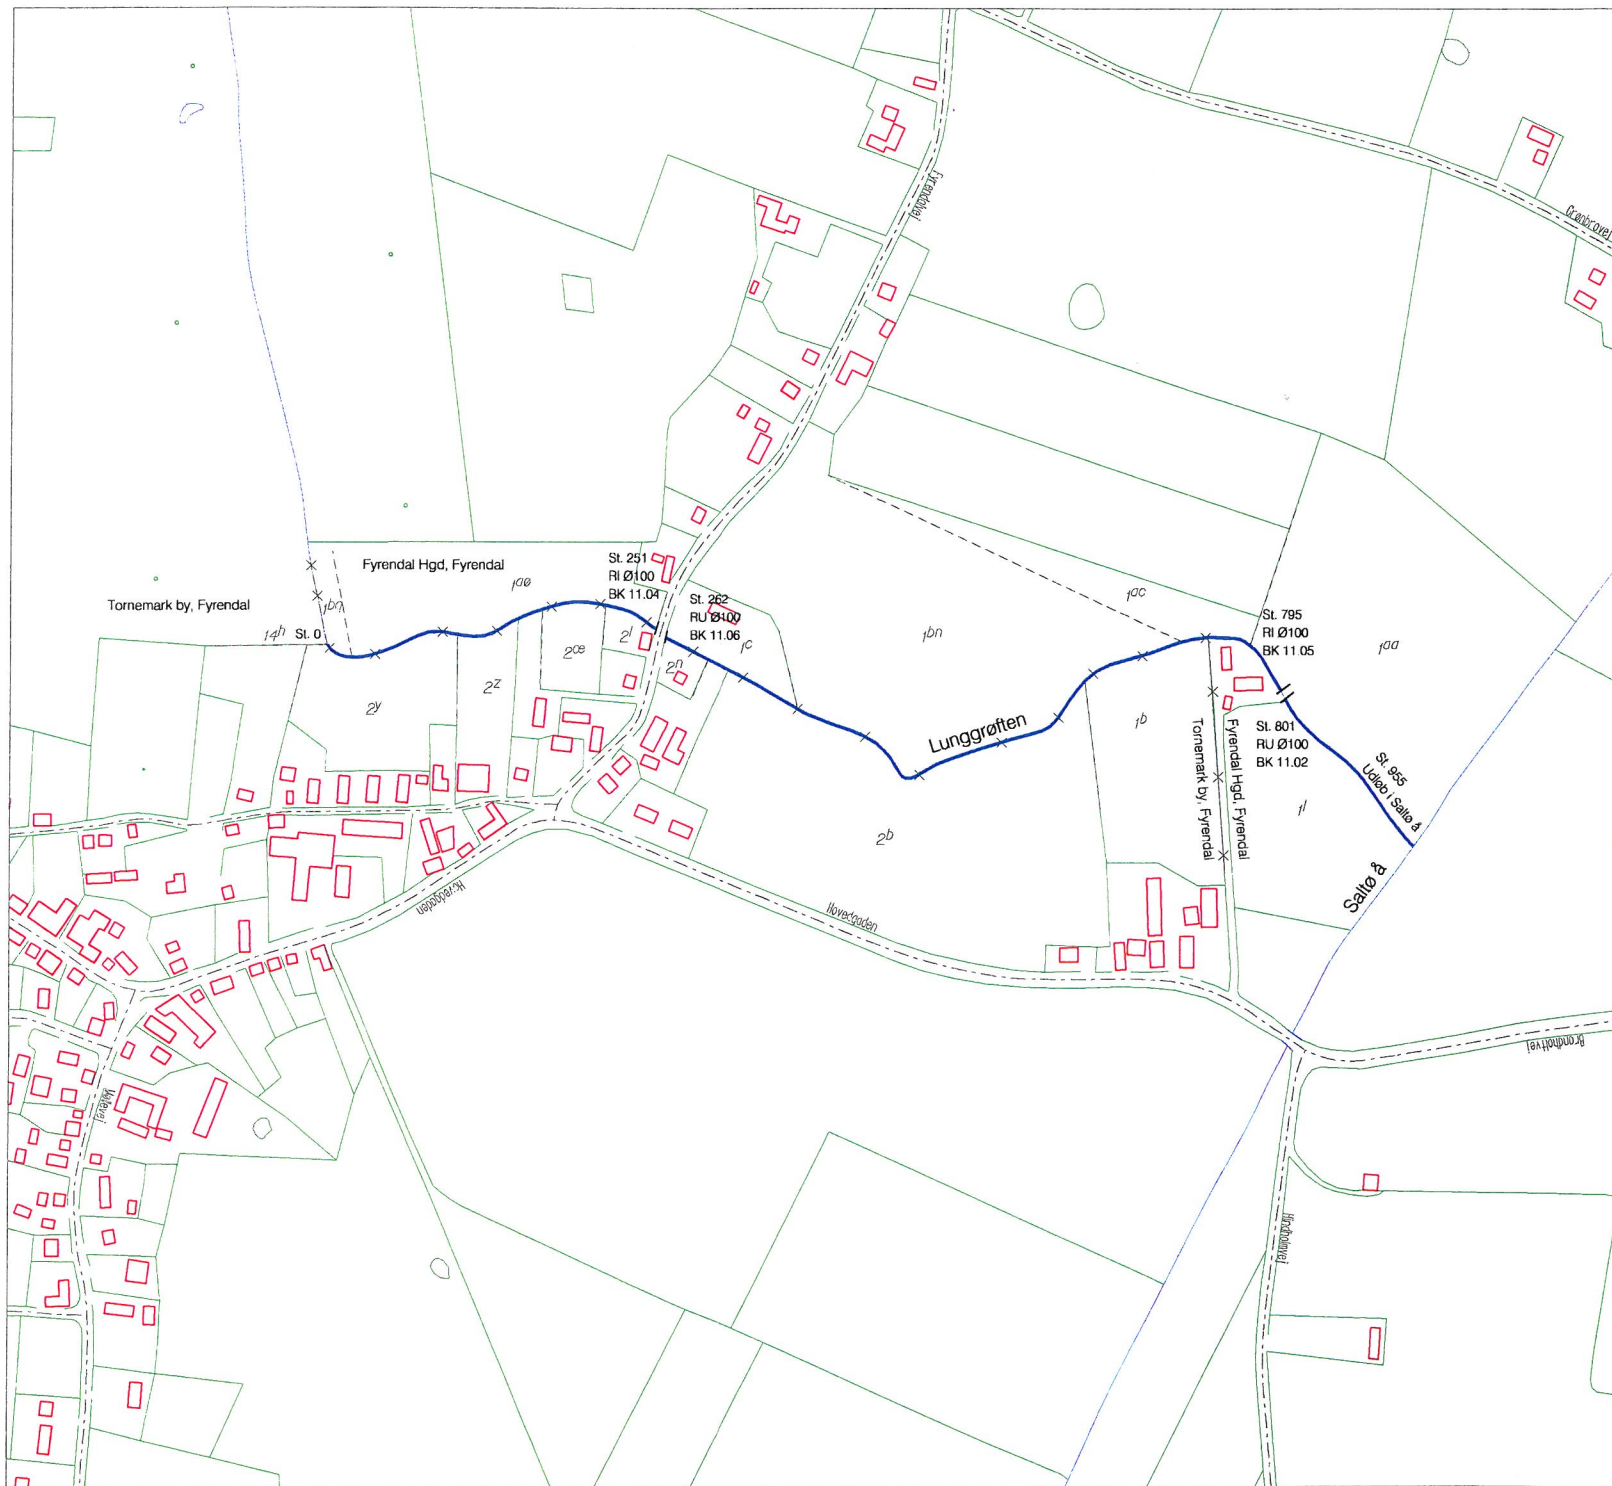 Fyrendalvej
Grønbrovej
Fyrendal Hgd, Fyrendal
St. 251
RI Ø100
BK 11.04
1aø
Tornemark by, Fyrendal
1bn
St. 262
RU Ø100
BK 11.06
1ac
14h
St. 0
2l
1c
1bn
St. 795
RI Ø100
BK 11.05
1aa
2œ
2n
2z
2y
Lunggrøften
1b
Tornemark by, Fyrendal
Fyrendal Hgd, Fyrendal
St. 801
RU Ø100
BK 11.02
St. 955
Udløb i Saltø å
1l
2b
Saltø å
Hovedgaden
Hovedgaden
Brandholtvej
Hindholmvej